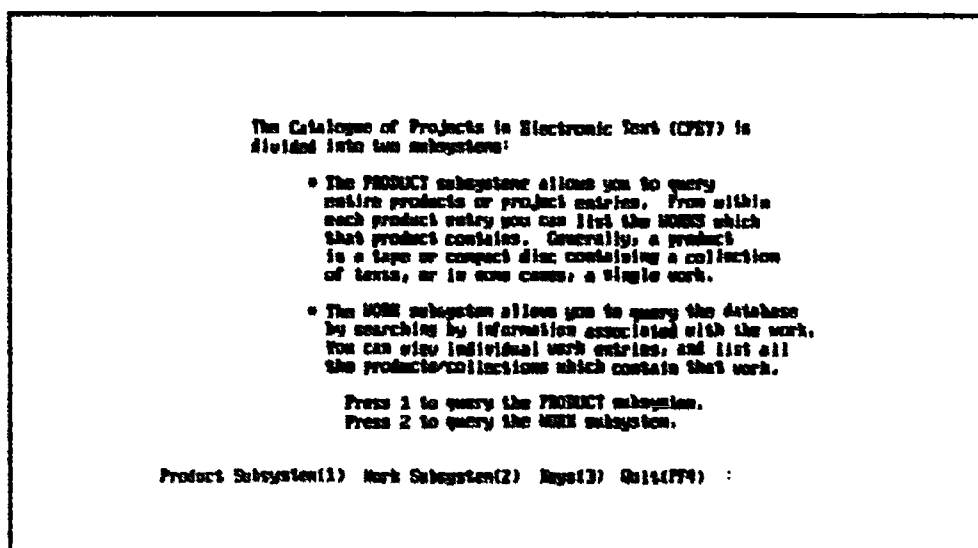 The Catalogue of Projects in Electronic Text (CPET) is
divided into two subsystems:
* The PRODUCT subsystem allows you to query
entire products or project entries. From within
each product entry you can list the WORKS which
that product contains. Generally, a product
is a tape or compact disc containing a collection
of texts, or in some cases, a single work.
* The WORK subsystem allows you to query the database
by searching by information associated with the work.
You can view individual work entries, and list all
the products/collections which contain that work.
Press 1 to query the PRODUCT subsystem.
Press 2 to query the WORK subsystem.
Product Subsystem(1) Work Subsystem(2) Keys(3) Quit(PF4) :